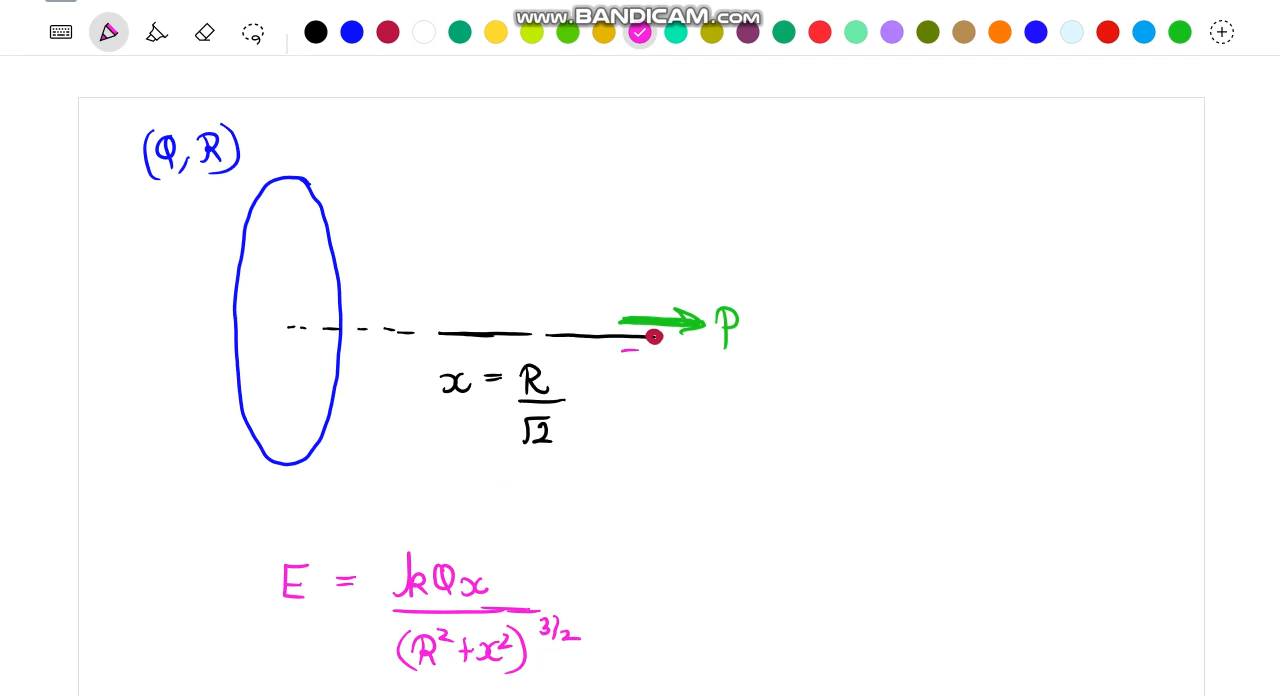 www.BANDICAM.com
(Q, R)
P
x = R/√2
E = kQx/(R²+x²)^3/2